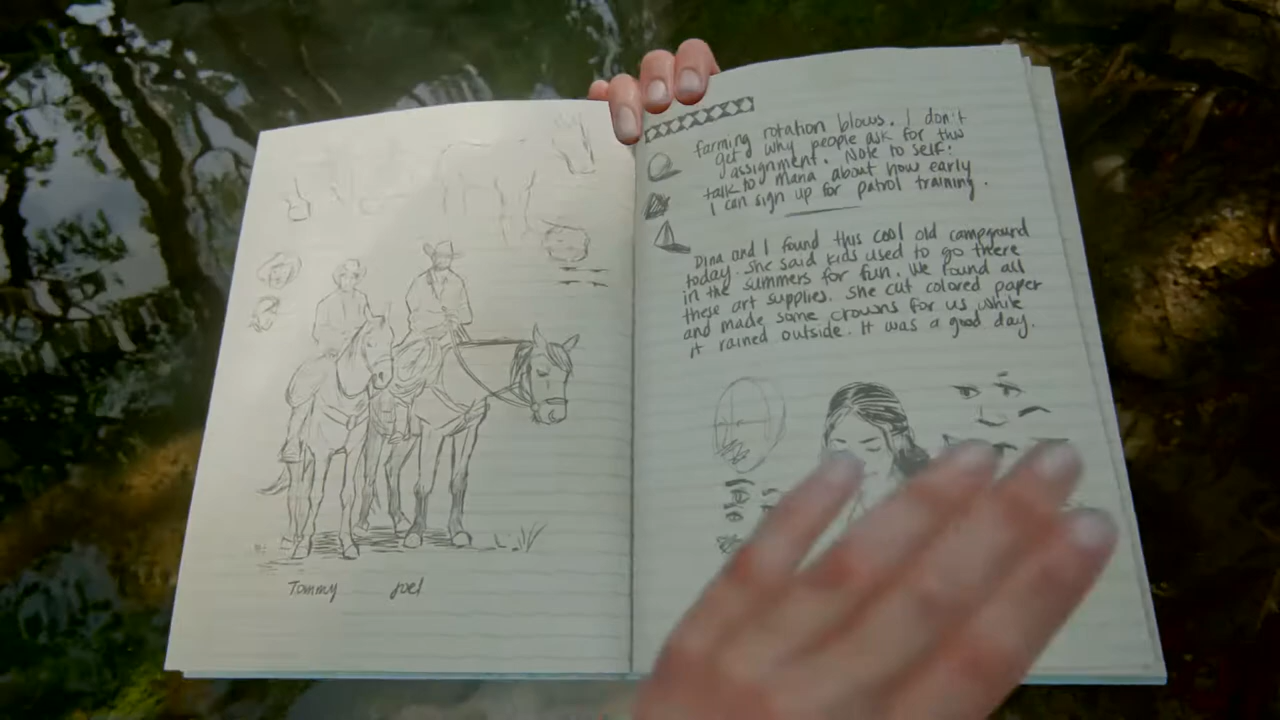 Tommy
Joel
farming rotation blows. I don't
get why people ask for this
assignment. Note to self:
talk to Maria about how early
I can sign up for patrol training.
Dina and I found this cool old campground
today. She said kids used to go there
in the summers for fun. We found all
these art supplies. She cut colored paper
and made some crowns for us while
it rained outside. It was a good day.